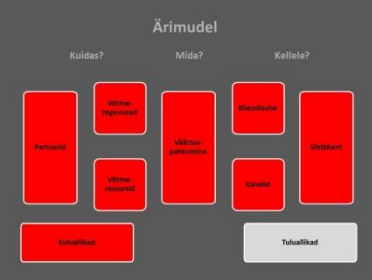 Ärimudel
Kuidas?
Mida?
Kellele?
Partnerid
Võtme-
tegevused
Võtme-
ressursid
Väärtus-
pakkumine
Kliendisuhe
Kanalid
Sihtklient
Kuluallikad
Tuluallikad